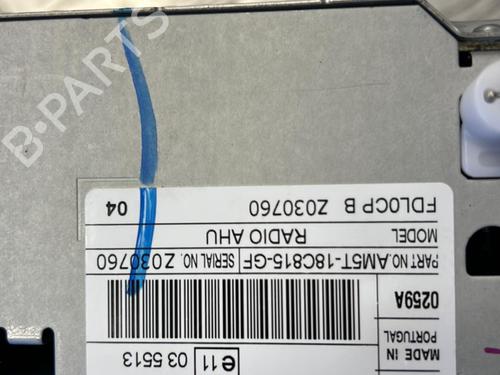 B-PARTS
FDLOCP B Z030760 04
MODEL RADIO AHU
PART NO. AM5T-18C815-GF SERIAL NO Z030760
0259A
MADE IN
PORTUGAL
e11 03 5513